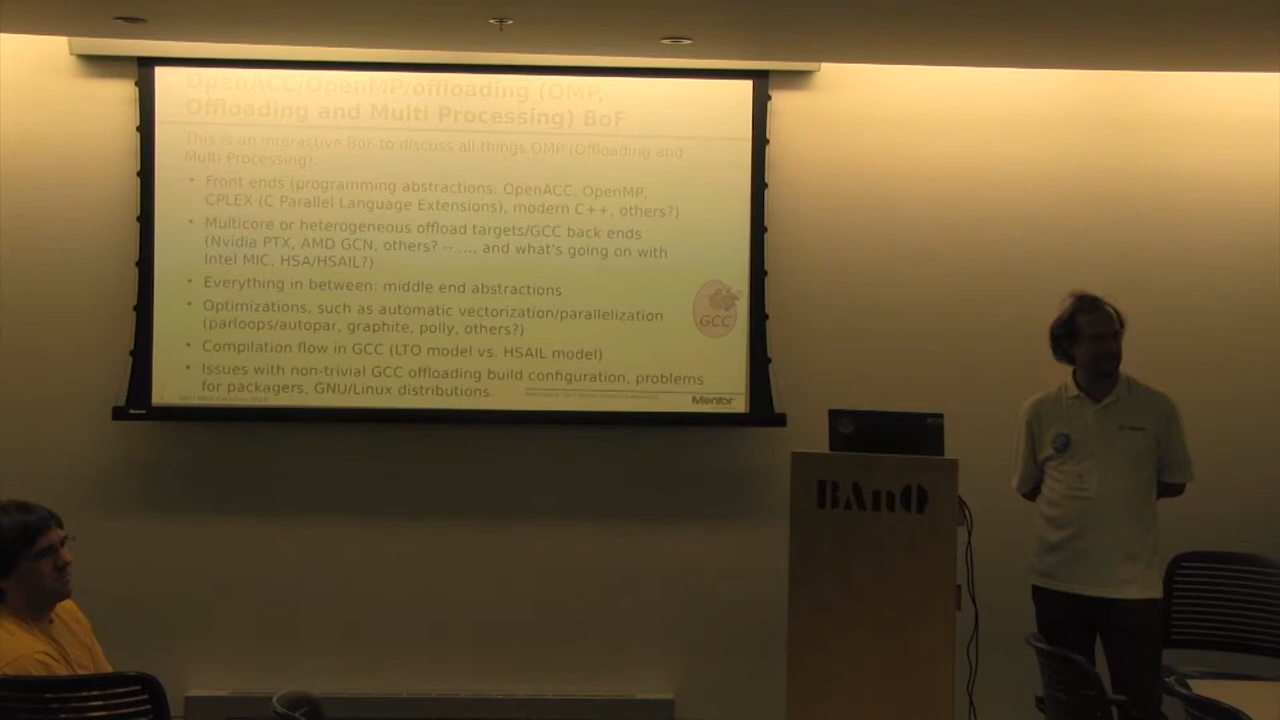 OpenACC/OpenMP/offloading (OMP,
Offloading and Multi Processing) BoF
This is an interactive BoF to discuss all things OMP (Offloading and
Multi Processing).
• Front ends (programming abstractions: OpenACC, OpenMP,
CPLEX (C Parallel Language Extensions), modern C++, others?)
• Multicore or heterogeneous offload targets/GCC back ends
(Nvidia PTX, AMD GCN, others? -- ..., and what's going on with
Intel MIC, HSA/HSAIL?)
• Everything in between: middle end abstractions
• Optimizations, such as automatic vectorization/parallelization
(parloops/autopar, graphite, polly, others?)
GCC
• Compilation flow in GCC (LTO model vs. HSAIL model)
• Issues with non-trivial GCC offloading build configuration, problems
for packagers, GNU/Linux distributions.
Mentor
BAnQ